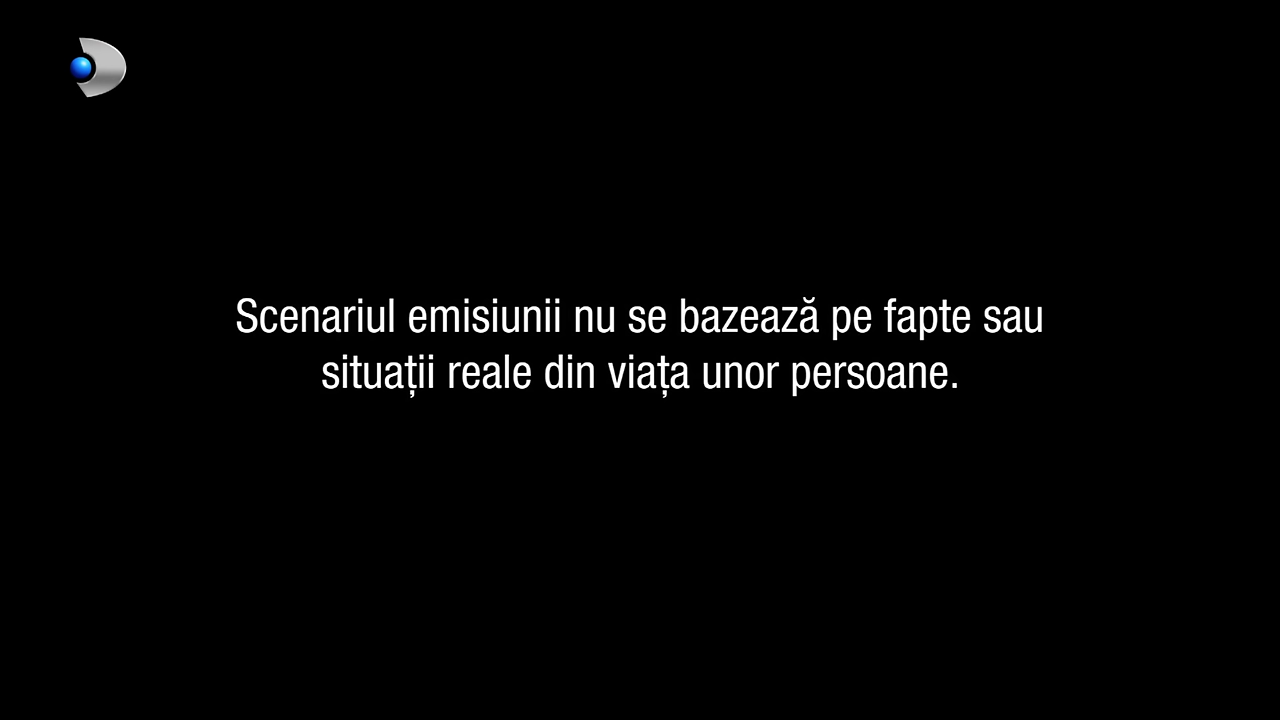 Scenariul emisiunii nu se bazează pe fapte sau
situații reale din viața unor persoane.